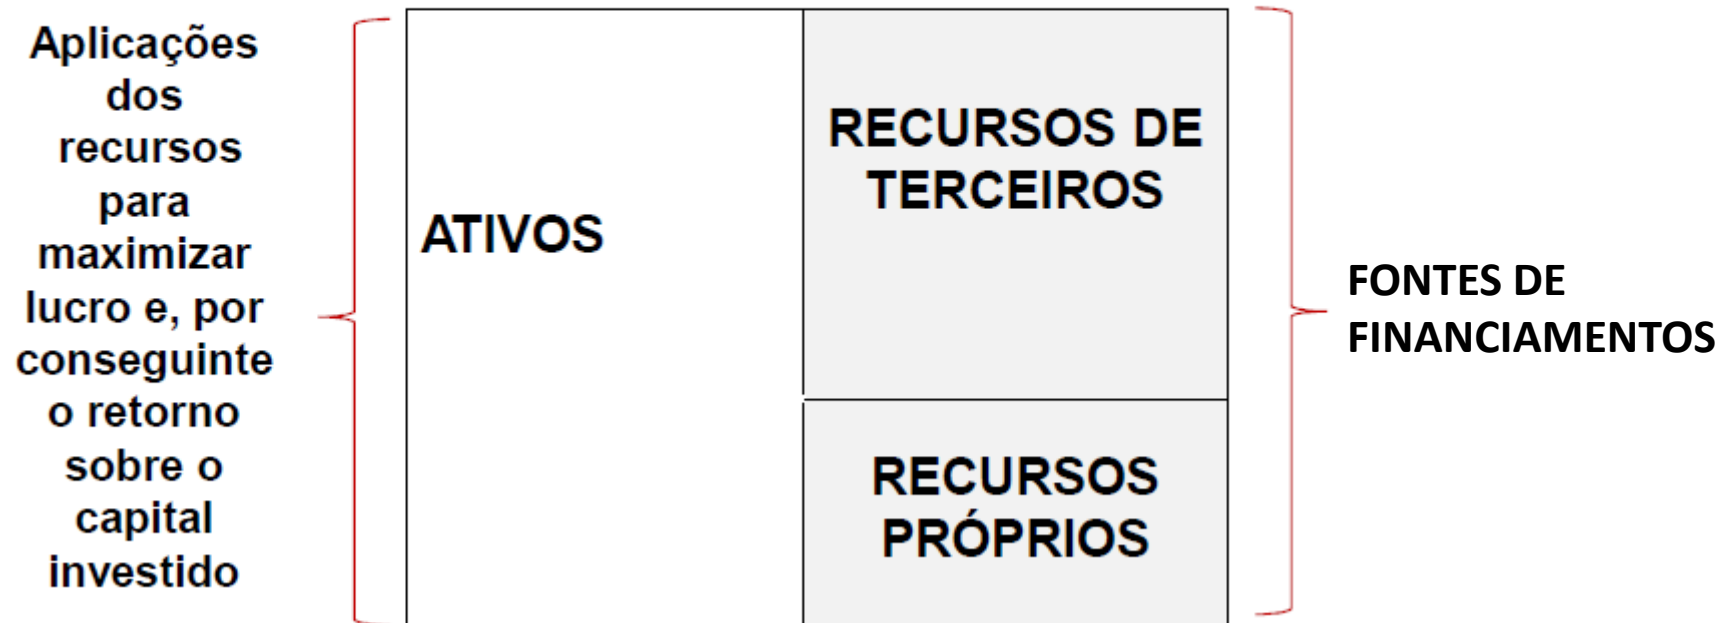 Aplicações
dos
recursos
para
maximizar
lucro e, por
conseguinte
o retorno
sobre o
capital
investido
ATIVOS
RECURSOS DE
TERCEIROS
RECURSOS
PRÓPRIOS
FONTES DE
FINANCIAMENTOS